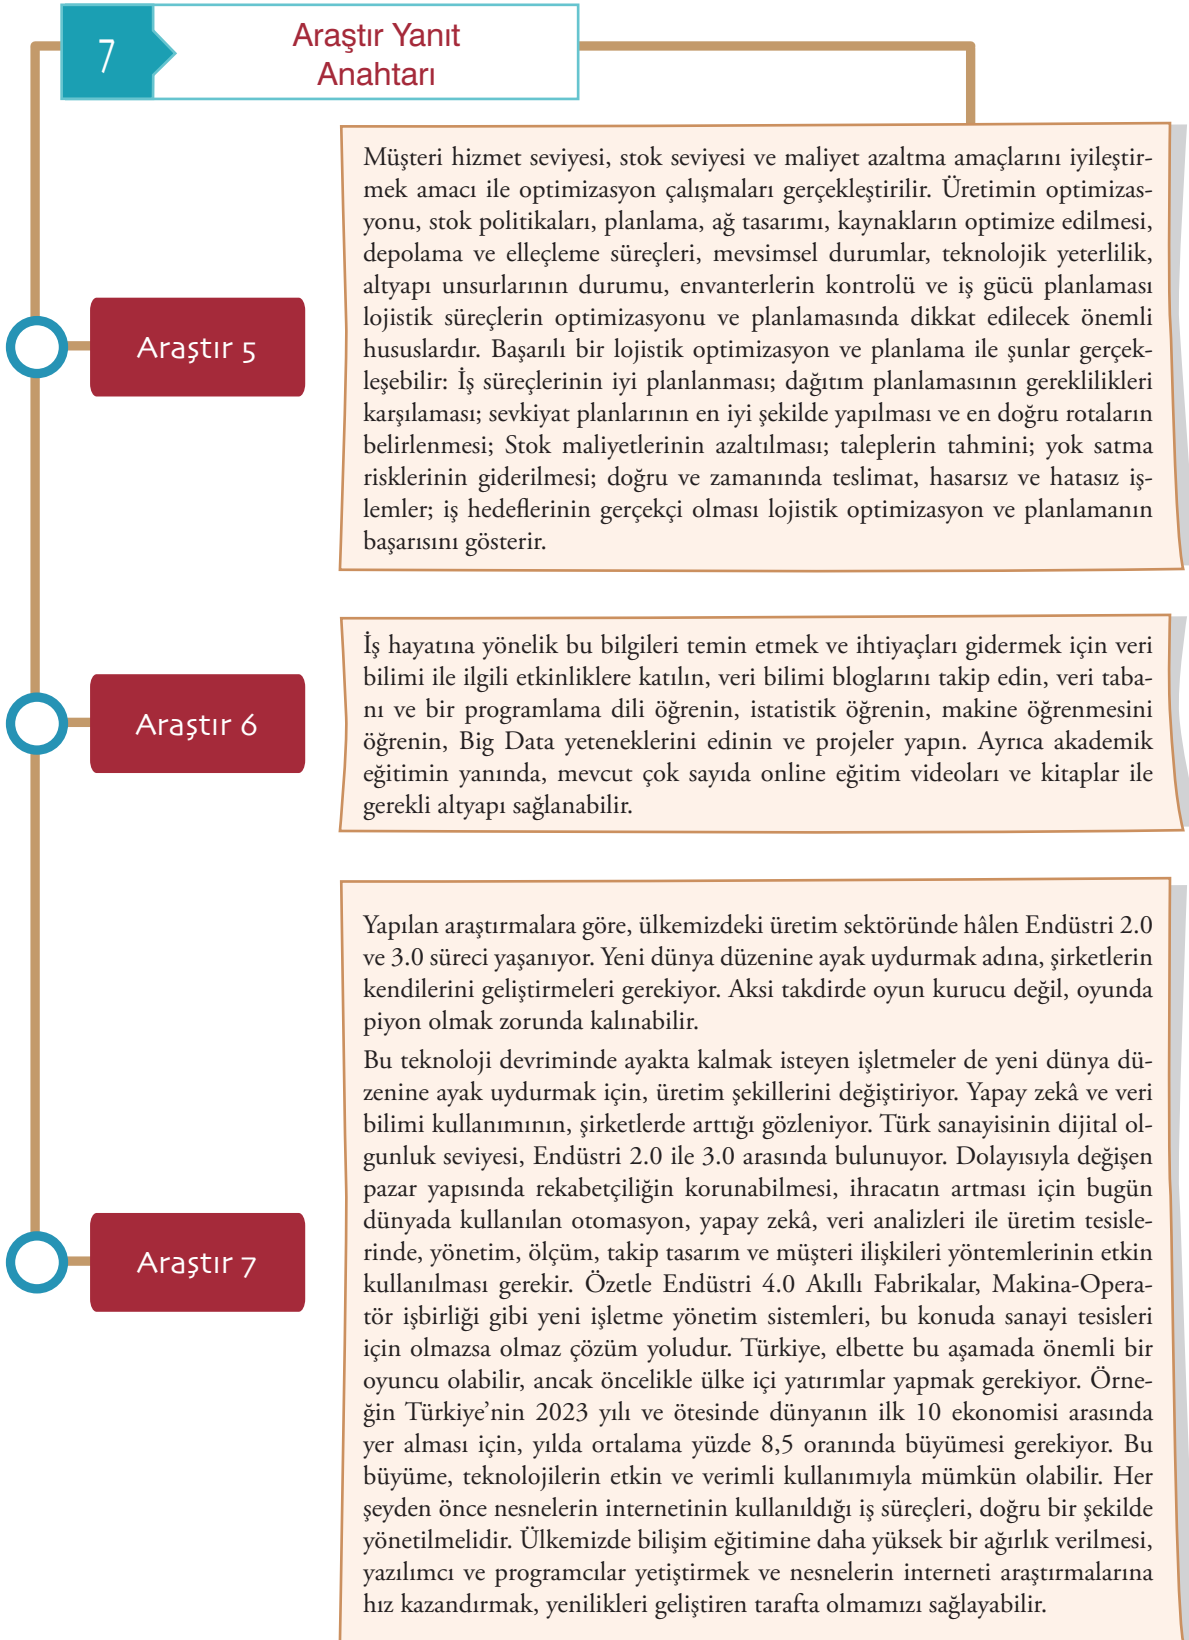 7
Araştır Yanıt
Anahtarı
Müşteri hizmet seviyesi, stok seviyesi ve maliyet azaltma amaçlarını iyileştir-
mek amacı ile optimizasyon çalışmaları gerçekleştirilir. Üretimin optimizas-
yonu, stok politikaları, planlama, ağ tasarımı, kaynakların optimize edilmesi,
depolama ve elleçleme süreçleri, mevsimsel durumlar, teknolojik yeterlilik,
altyapı unsurlarının durumu, envanterlerin kontrolü ve iş gücü planlaması
lojistik süreçlerin optimizasyonu ve planlamasında dikkat edilecek önemli
hususlardır. Başarılı bir lojistik optimizasyon ve planlama ile şunlar gerçek-
leşebilir: İş süreçlerinin iyi planlanması; dağıtım planlamasının gereklilikleri
karşılaması; sevkiyat planlarının en iyi şekilde yapılması ve en doğru rotaların
belirlenmesi; Stok maliyetlerinin azaltılması; taleplerin tahmini; yok satma
risklerinin giderilmesi; doğru ve zamanında teslimat, hasarsız ve hatasız iş-
lemler; iş hedeflerinin gerçekçi olması lojistik optimizasyon ve planlamanın
başarısını gösterir.
Araştır 5
İş hayatına yönelik bu bilgileri temin etmek ve ihtiyaçları gidermek için veri
bilimi ile ilgili etkinliklere katılın, veri bilimi bloglarını takip edin, veri taba-
nı ve bir programlama dili öğrenin, istatistik öğrenin, makine öğrenmesini
öğrenin, Big Data yeteneklerini edinin ve projeler yapın. Ayrıca akademik
eğitimin yanında, mevcut çok sayıda online eğitim videoları ve kitaplar ile
gerekli altyapı sağlanabilir.
Araştır 6
Yapılan araştırmalara göre, ülkemizdeki üretim sektöründe hâlen Endüstri 2.0
ve 3.0 süreci yaşanıyor. Yeni dünya düzenine ayak uydurmak adına, şirketlerin
kendilerini geliştirmeleri gerekiyor. Aksi takdirde oyun kurucu değil, oyunda
piyon olmak zorunda kalınabilir.
Bu teknoloji devriminde ayakta kalmak isteyen işletmeler de yeni dünya dü-
zenine ayak uydurmak için, üretim şekillerini değiştiriyor. Yapay zekâ ve veri
bilimi kullanımının, şirketlerde arttığı gözleniyor. Türk sanayisinin dijital ol-
gunluk seviyesi, Endüstri 2.0 ile 3.0 arasında bulunuyor. Dolayısıyla değişen
pazar yapısında rekabetçiliğin korunabilmesi, ihracatın artması için bugün
dünyada kullanılan otomasyon, yapay zekâ, veri analizleri ile üretim tesisle-
rinde, yönetim, ölçüm, takip tasarım ve müşteri ilişkileri yöntemlerinin etkin
kullanılması gerekir. Özetle Endüstri 4.0 Akıllı Fabrikalar, Makina-Opera-
tör işbirliği gibi yeni işletme yönetim sistemleri, bu konuda sanayi tesisleri
için olmazsa olmaz çözüm yoludur. Türkiye, elbette bu aşamada önemli bir
oyuncu olabilir, ancak öncelikle ülke içi yatırımlar yapmak gerekiyor. Örne-
ğin Türkiye’nin 2023 yılı ve ötesinde dünyanın ilk 10 ekonomisi arasında
yer alması için, yılda ortalama yüzde 8,5 oranında büyümesi gerekiyor. Bu
büyüme, teknolojilerin etkin ve verimli kullanımıyla mümkün olabilir. Her
şeyden önce nesnelerin internetinin kullanıldığı iş süreçleri, doğru bir şekilde
yönetilmelidir. Ülkemizde bilişim eğitimine daha yüksek bir ağırlık verilmesi,
yazılımcı ve programcılar yetiştirmek ve nesnelerin interneti araştırmalarına
hız kazandırmak, yenilikleri geliştiren tarafta olmamızı sağlayabilir.
Araştır 7